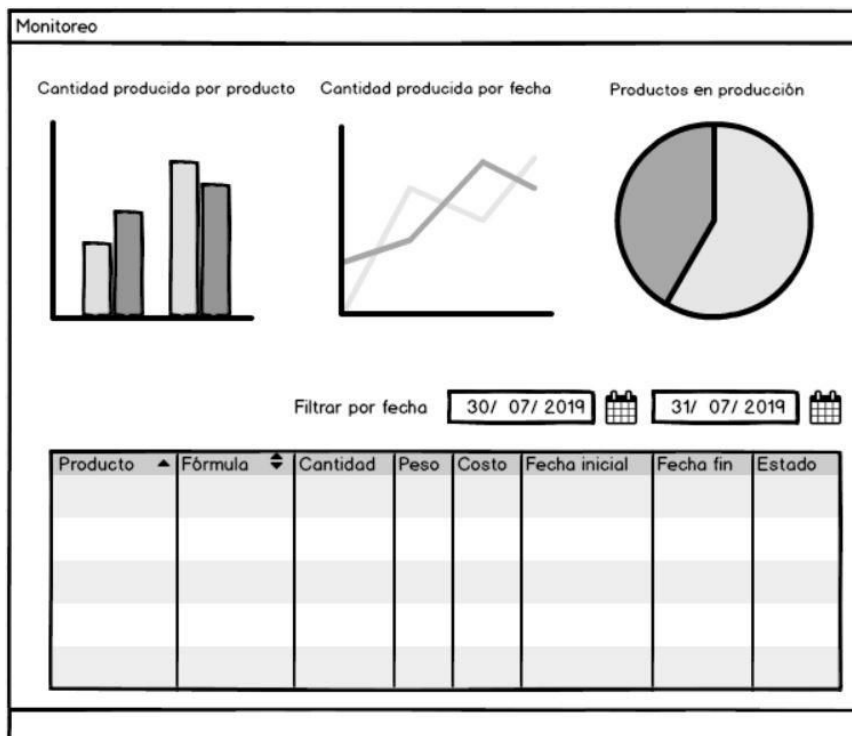 Monitoreo
Cantidad producida por producto
Cantidad producida por fecha
Productos en producción
Filtrar por fecha 30/ 07/ 2019 31/ 07/ 2019
Producto Fórmula Cantidad Peso Costo Fecha inicial Fecha fin Estado